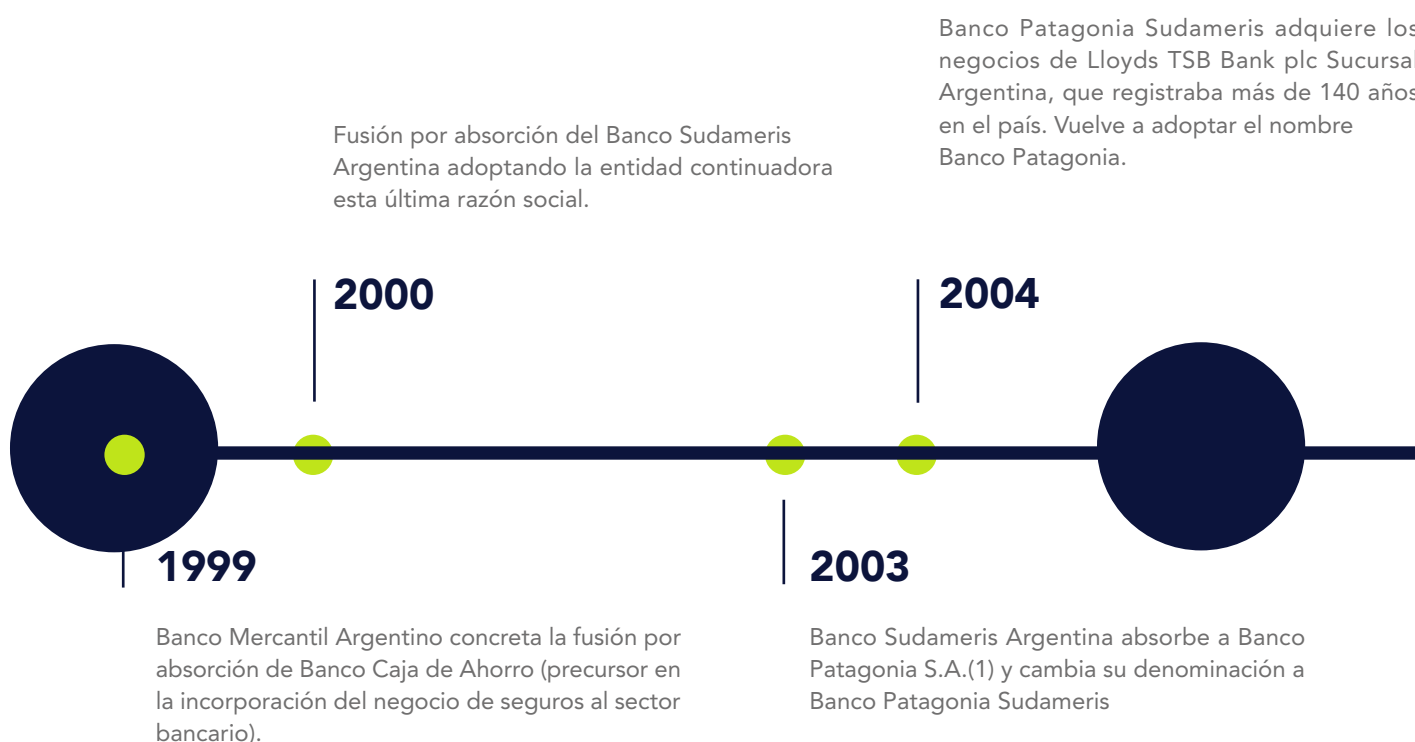 Banco Patagonia Sudameris adquiere los
negocios de Lloyds TSB Bank plc Sucursal
Argentina, que registraba más de 140 años
en el país. Vuelve a adoptar el nombre
Banco Patagonia.
Fusión por absorción del Banco Sudameris
Argentina adoptando la entidad continuadora
esta última razón social.
2000
2004
1999
2003
Banco Mercantil Argentino concreta la fusión por
absorción de Banco Caja de Ahorro (precursor en
la incorporación del negocio de seguros al sector
bancario).
Banco Sudameris Argentina absorbe a Banco
Patagonia S.A.(1) y cambia su denominación a
Banco Patagonia Sudameris